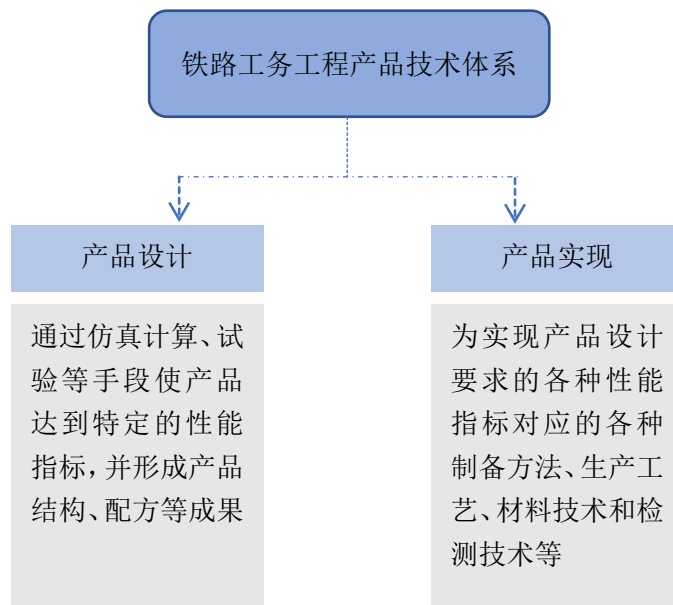 铁路工务工程产品技术体系
产品设计
通过仿真计算、试
验等手段使产品
达到特定的性能
指标，并形成产品
结构、配方等成果
产品实现
为实现产品设计
要求的各种性能
指标对应的各种
制备方法、生产工
艺、材料技术和检
测技术等